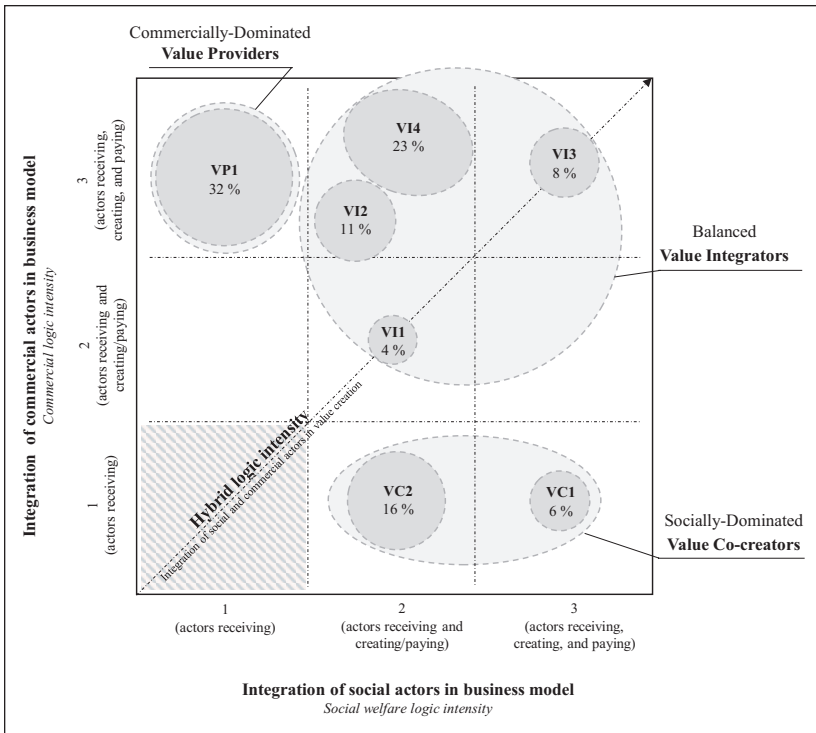 Commercially-Dominated
Value Providers
VP1
32 %
VI4
23 %
VI3
8 %
VI2
11 %
Balanced
Value Integrators
VI1
4 %
Hybrid logic intensity
Integration of social and commercial actors in value creation
VC2
16 %
VC1
6 %
Socially-Dominated
Value Co-creators
Integration of commercial actors in business model
Commercial logic intensity
3
(actors receiving,
creating, and paying)
2
(actors receiving and
creating/paying)
1
(actors receiving)
1
(actors receiving)
2
(actors receiving and
creating/paying)
3
(actors receiving,
creating, and paying)
Integration of social actors in business model
Social welfare logic intensity